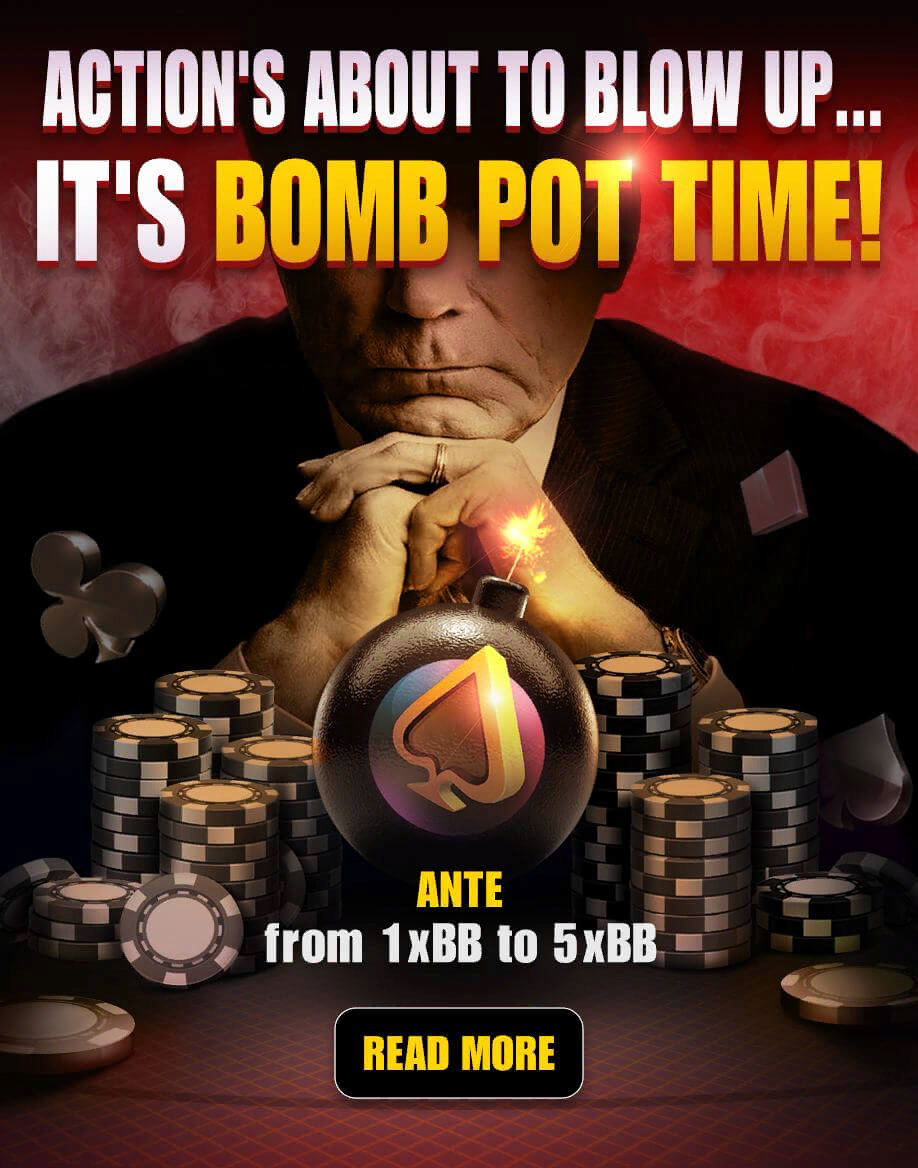 ACTION'S ABOUT TO BLOW UP...
IT'S BOMB POT TIME!
ANTE
from 1xBB to 5xBB
READ MORE